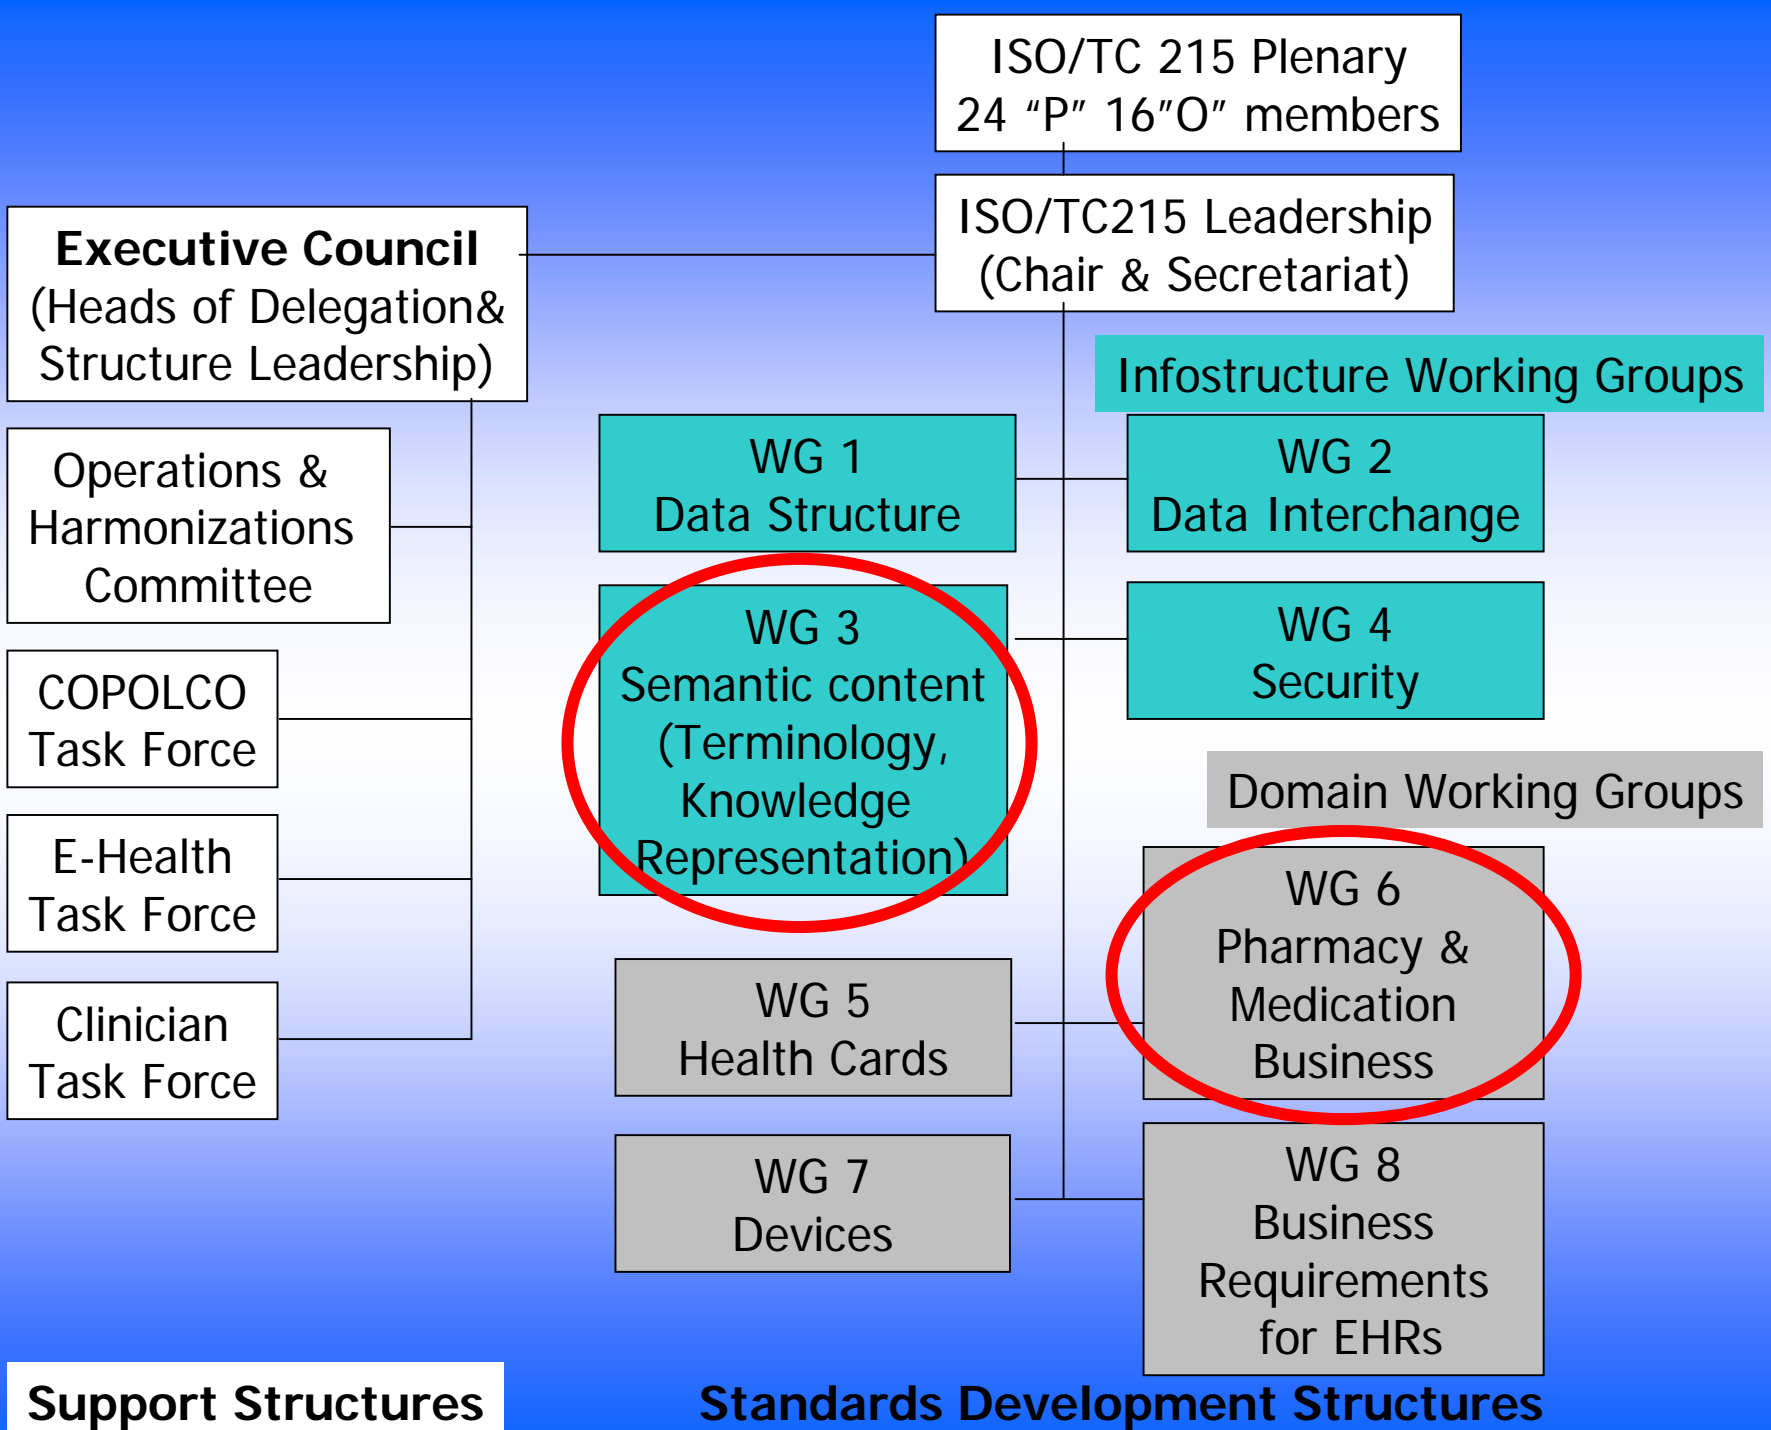 ISO/TC 215 Plenary
24 “P” 16”O” members
ISO/TC215 Leadership
(Chair & Secretariat)
Executive Council
(Heads of Delegation&
Structure Leadership)
Operations &
Harmonizations
Committee
COPOLCO
Task Force
E-Health
Task Force
Clinician
Task Force
Infostructure Working Groups
WG 1
Data Structure
WG 2
Data Interchange
WG 3
Semantic content
(Terminology,
Knowledge
Representation)
WG 4
Security
Domain Working Groups
WG 5
Health Cards
WG 6
Pharmacy &
Medication
Business
WG 7
Devices
WG 8
Business
Requirements
for EHRs
Support Structures
Standards Development Structures